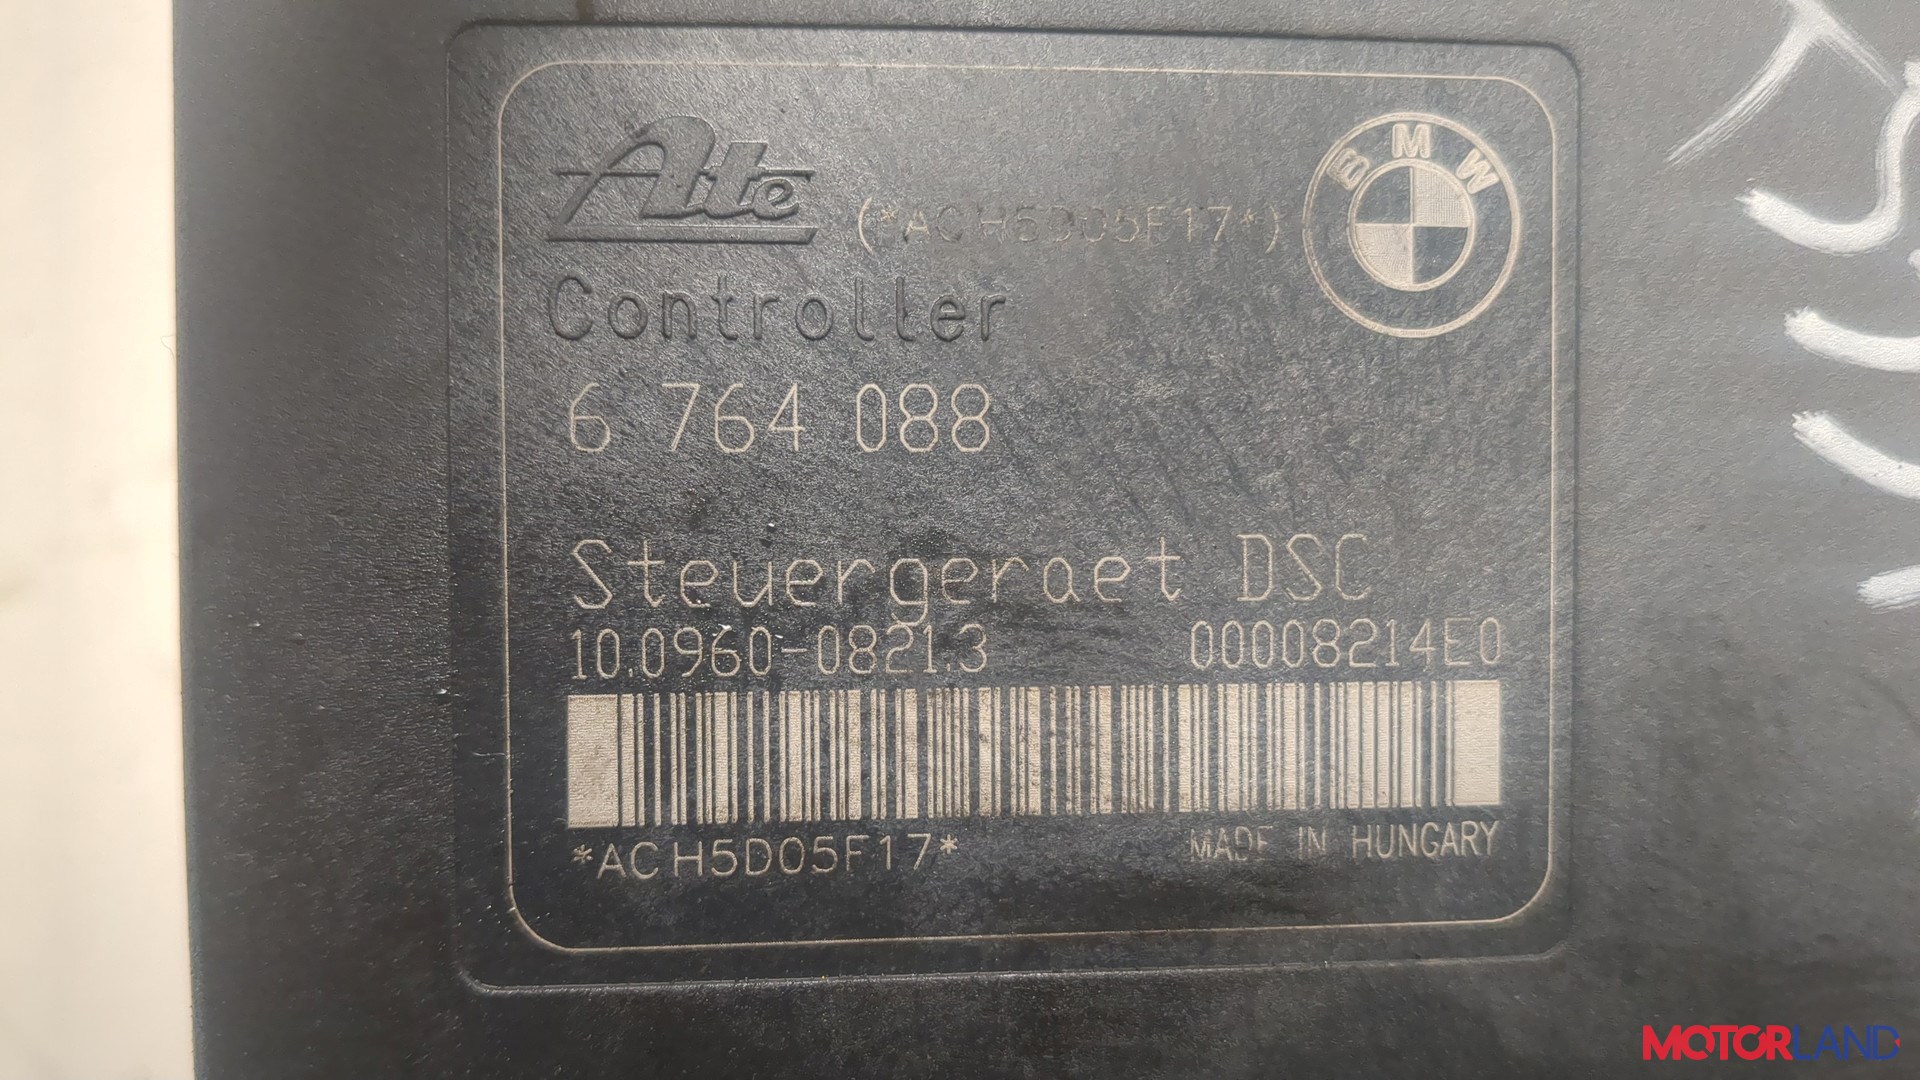 Ate
(*ACH5D05F17*)
BMW
Controller
6 764 088
Steuergeraet DSC
10.0960-0821.3 00008214E0
*ACH5D05F17* MADE IN HUNGARY
MOTORLAND